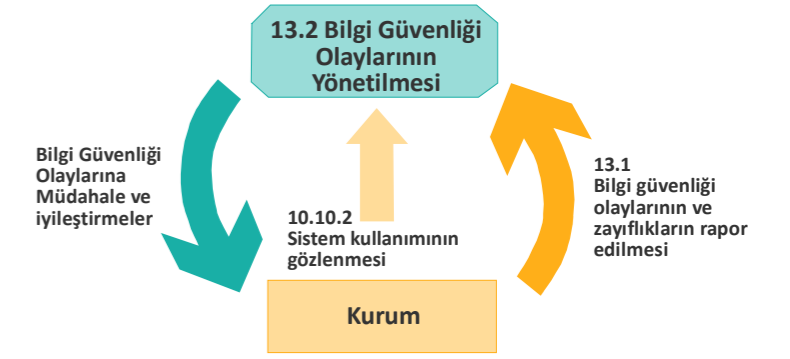 13.2 Bilgi Güvenliği
Olaylarının
Yönetilmesi
Bilgi Güvenliği
Olaylarına
Müdahale ve
iyileştirmeler
10.10.2
Sistem kullanımının
gözlenmesi
13.1
Bilgi güvenliği
olaylarının ve
zayıflıkların rapor
edilmesi
Kurum